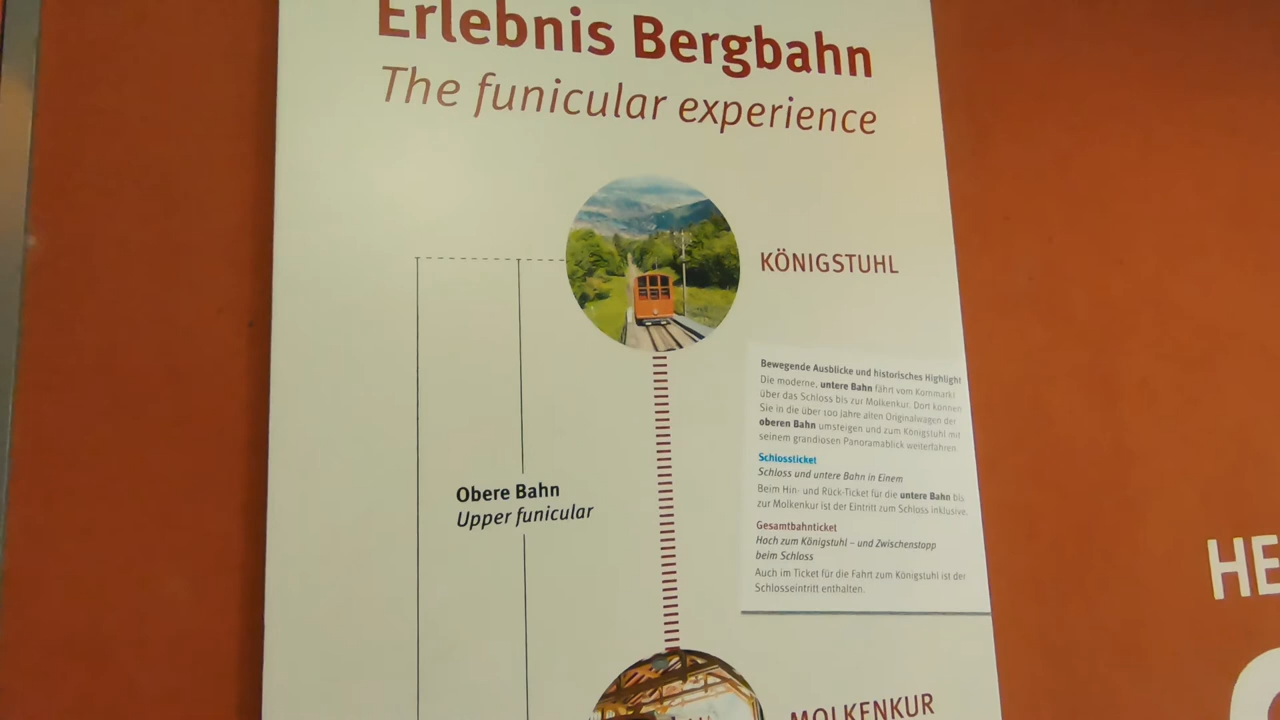 Erlebnis Bergbahn
The funicular experience
KÖNIGSTUHL
Bewegende Ausblicke und historisches Highlight
Die moderne, untere Bahn fährt vom Kornmarkt
über das Schloss bis zur Molkenkur. Dort können
Sie in die über 100 Jahre alten Originalwagen der
oberen Bahn umsteigen und zum Königstuhl mit
seinem grandiosen Panoramablick weiterfahren.
Schlossticket
Schloss und untere Bahn in Einem
Beim Hin- und Rück-Ticket für die untere Bahn bis
zur Molkenkur ist der Eintritt zum Schloss inklusive.
Gesamtbahnticket
Hoch zum Königstuhl – und Zwischenstopp
beim Schloss
Auch im Ticket für die Fahrt zum Königstuhl ist der
Schlosseintritt enthalten.
Obere Bahn
Upper funicular
HE
MOLKENKUR